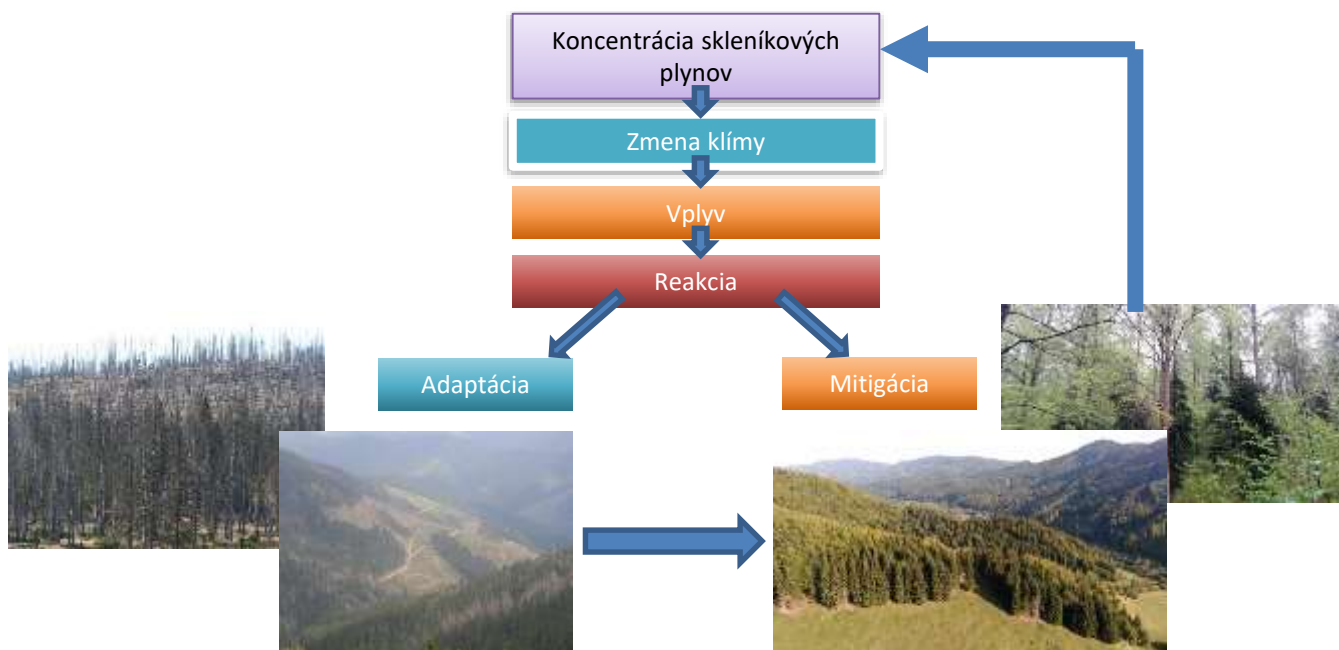 Koncentrácia skleníkových
plynov
Zmena klímy
Vplyv
Reakcia
Adaptácia
Mitigácia